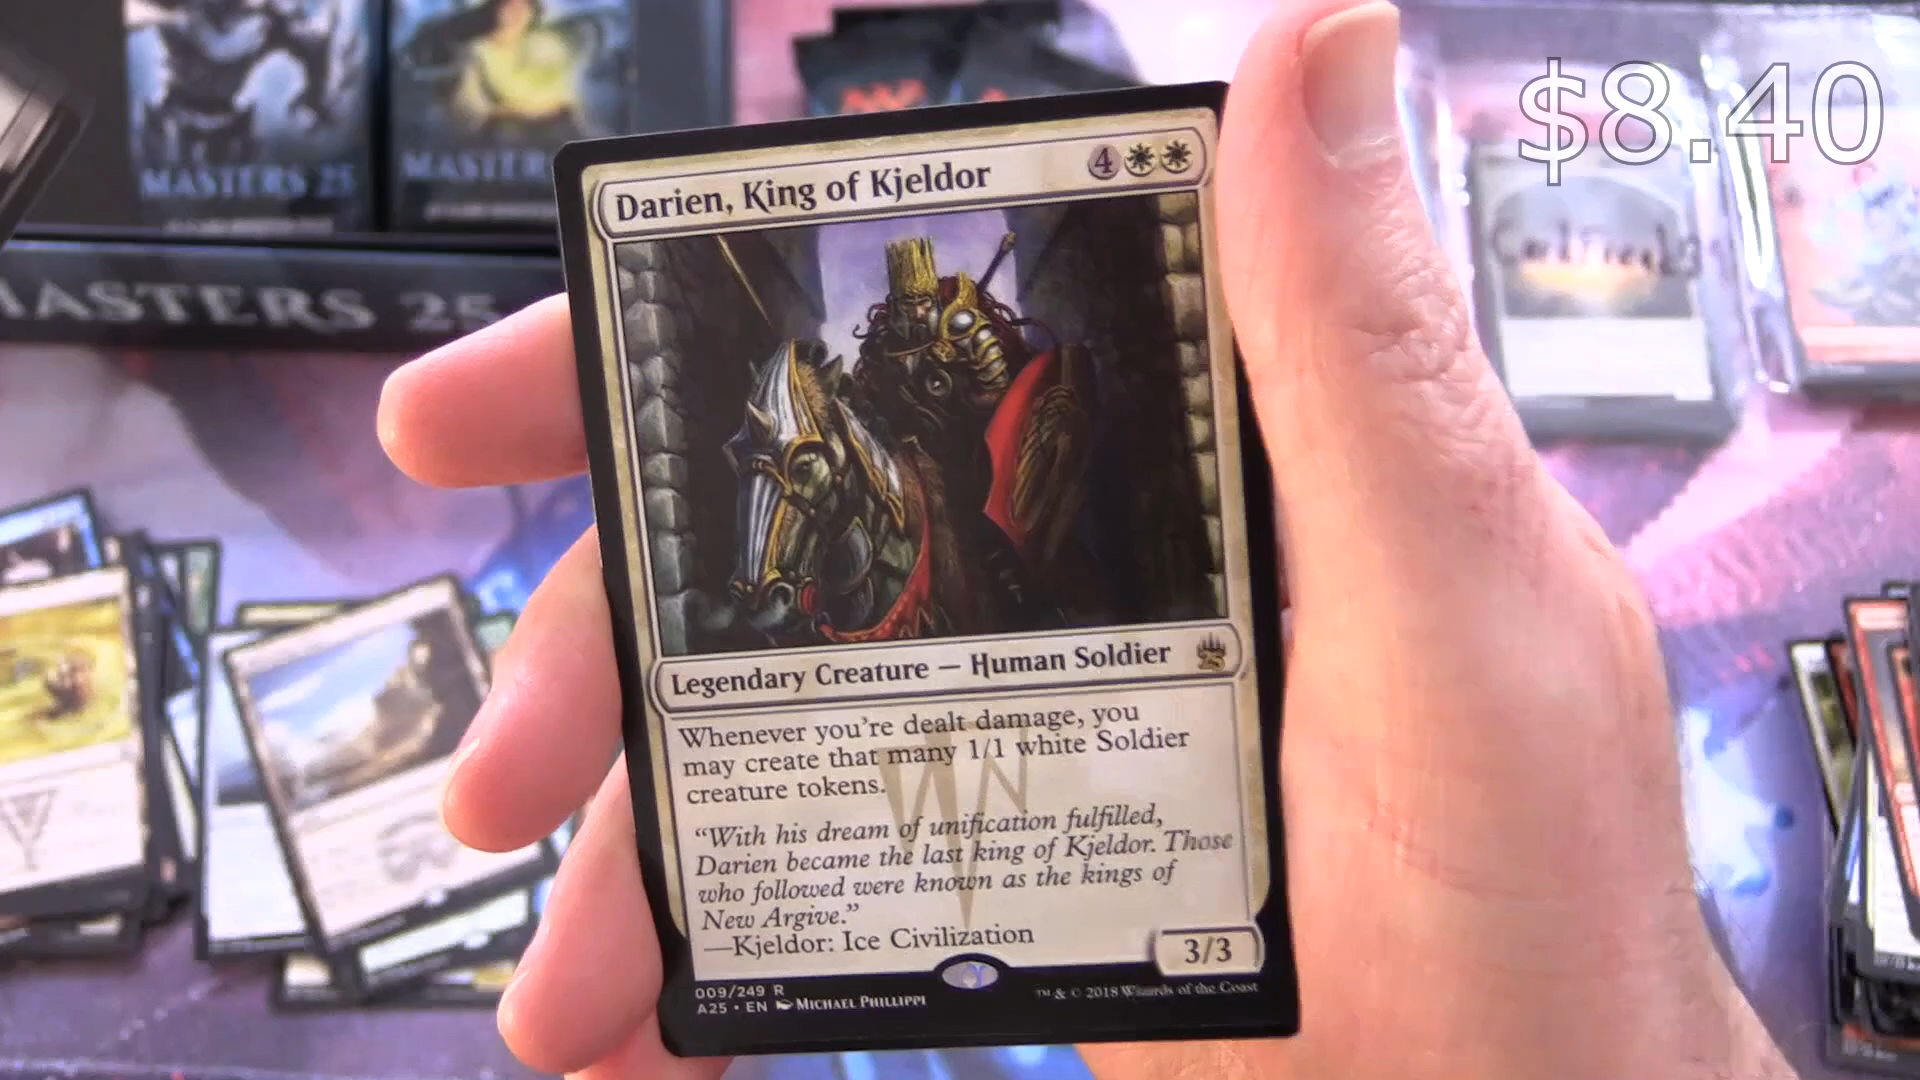 $8.40
MASTERS 25
MASTERS 25
MASTERS 25
Darien, King of Kjeldor
4
Legendary Creature — Human Soldier
Whenever you're dealt damage, you
may create that many 1/1 white Soldier
creature tokens.
“With his dream of unification fulfilled,
Darien became the last king of Kjeldor. Those
who followed were known as the kings of
New Argive.”
—Kjeldor: Ice Civilization
3/3
009/249 R
A25 • EN MICHAEL PHILLIPPI
™ & © 2018 Wizards of the Coast